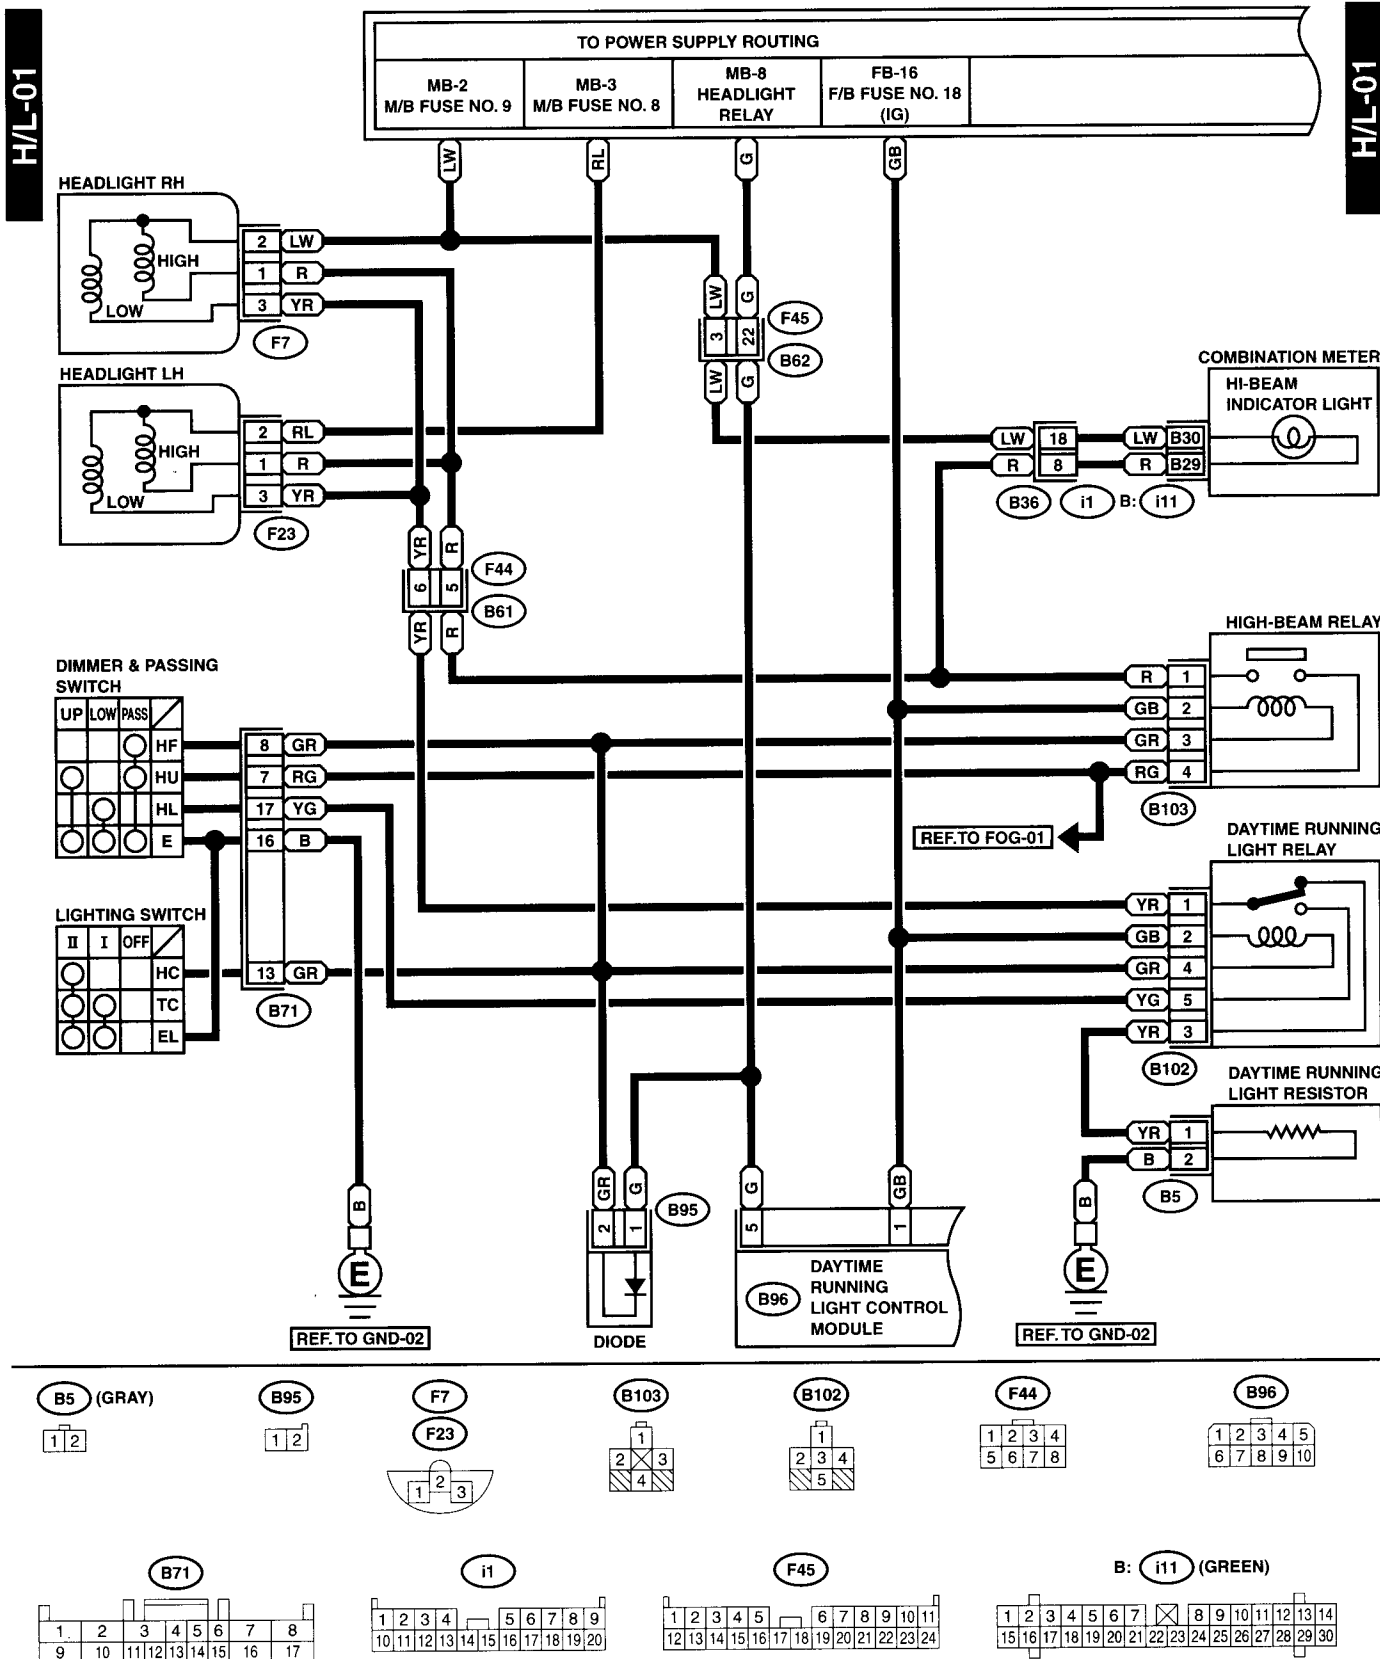 H/L-01
H/L-01
TO POWER SUPPLY ROUTING
MB-2
M/B FUSE NO. 9
MB-3
M/B FUSE NO. 8
MB-8
HEADLIGHT
RELAY
FB-16
F/B FUSE NO. 18
(IG)
LW
RL
G
GB
HEADLIGHT RH
HIGH
LOW
2 LW
1 R
3 YR
F7
LW G
3 22
F45
B62
LW G
HEADLIGHT LH
HIGH
LOW
2 RL
1 R
3 YR
F23
YR R
6 5
F44
B61
YR R
COMBINATION METER
HI-BEAM
INDICATOR LIGHT
LW 18 LW B30
R 8 R B29
B36 i1 B: i11
HIGH-BEAM RELAY
R 1
GB 2
GR 3
RG 4
B103
REF.TO FOG-01
DIMMER & PASSING
SWITCH
UP LOW PASS
HF 8 GR
HU 7 RG
HL 17 YG
E 16 B
LIGHTING SWITCH
II I OFF
HC 13 GR
TC
EL
B71
DAYTIME RUNNING
LIGHT RELAY
YR 1
GB 2
GR 4
YG 5
YR 3
B102
DAYTIME RUNNING
LIGHT RESISTOR
YR 1
B 2
B5
B
E
REF. TO GND-02
GR G
2 1
B95
DIODE
G GB
5 1
B96
DAYTIME
RUNNING
LIGHT CONTROL
MODULE
B
E
REF. TO GND-02
B5 (GRAY)
1 2
B95
1 2
F7
F23
2
1 3
B103
1
2 3
4
B102
1
2 3 4
5
F44
1 2 3 4
5 6 7 8
B96
1 2 3 4 5
6 7 8 9 10
B71
1 2 3 4 5 6 7 8
9 10 11 12 13 14 15 16 17
i1
1 2 3 4 5 6 7 8 9
10 11 12 13 14 15 16 17 18 19 20
F45
1 2 3 4 5 6 7 8 9 10 11
12 13 14 15 16 17 18 19 20 21 22 23 24
B: i11 (GREEN)
1 2 3 4 5 6 7 8 9 10 11 12 13 14
15 16 17 18 19 20 21 22 23 24 25 26 27 28 29 30